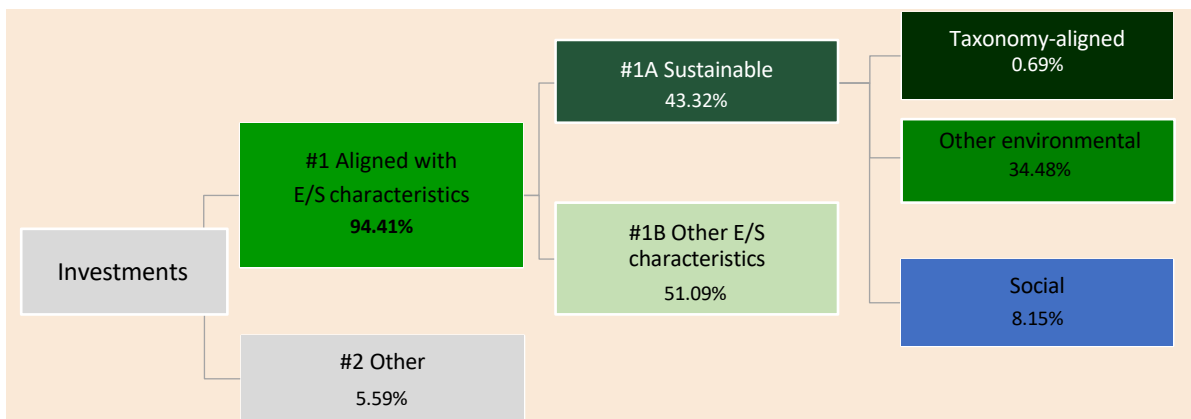 Investments
#1 Aligned with
E/S characteristics
94.41%
#2 Other
5.59%
#1A Sustainable
43.32%
#1B Other E/S
characteristics
51.09%
Taxonomy-aligned
0.69%
Other environmental
34.48%
Social
8.15%